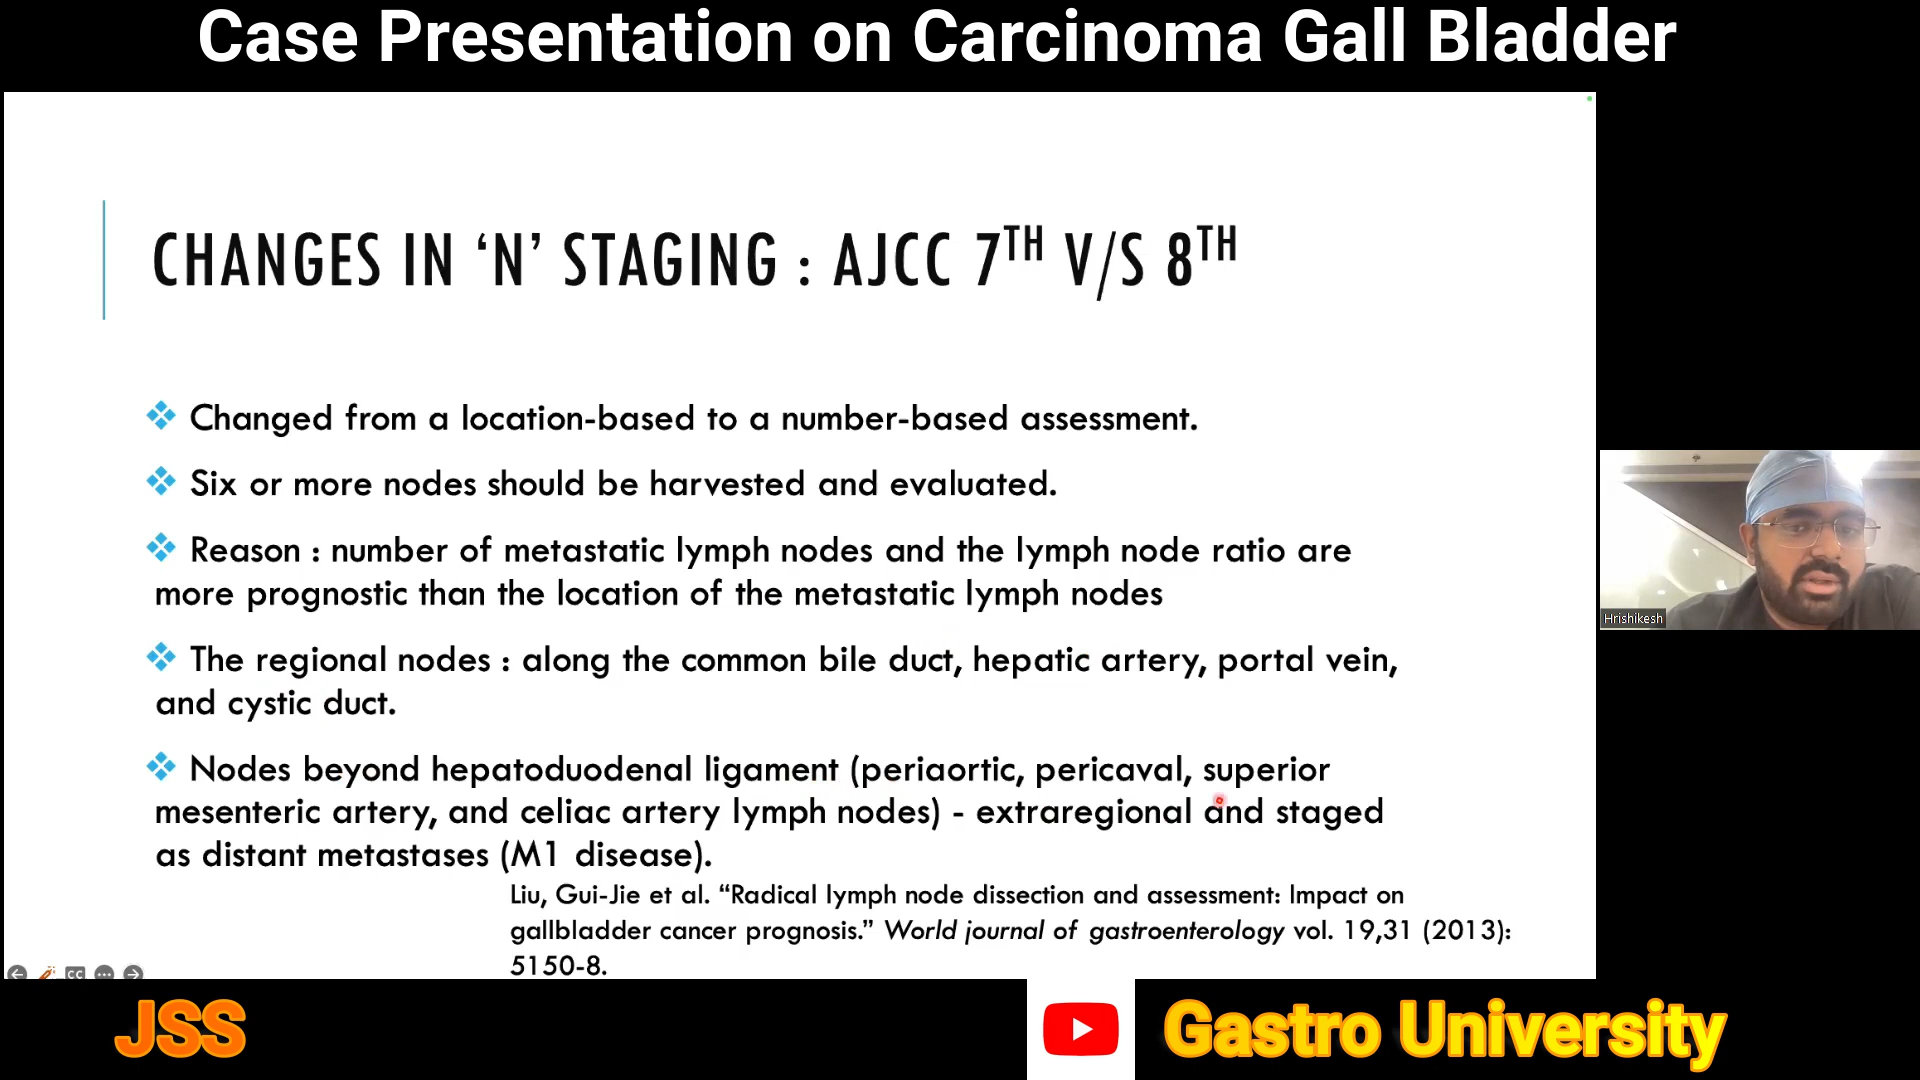 Case Presentation on Carcinoma Gall Bladder
CHANGES IN ‘N’ STAGING : AJCC 7TH V/S 8TH
Changed from a location-based to a number-based assessment.
Six or more nodes should be harvested and evaluated.
Reason : number of metastatic lymph nodes and the lymph node ratio are
more prognostic than the location of the metastatic lymph nodes
The regional nodes : along the common bile duct, hepatic artery, portal vein,
and cystic duct.
Nodes beyond hepatoduodenal ligament (periaortic, pericaval, superior
mesenteric artery, and celiac artery lymph nodes) - extraregional and staged
as distant metastases (M1 disease).
Liu, Gui-Jie et al. “Radical lymph node dissection and assessment: Impact on
gallbladder cancer prognosis.” World journal of gastroenterology vol. 19,31 (2013):
5150-8.
Hrishikesh
CC
JSS
Gastro University